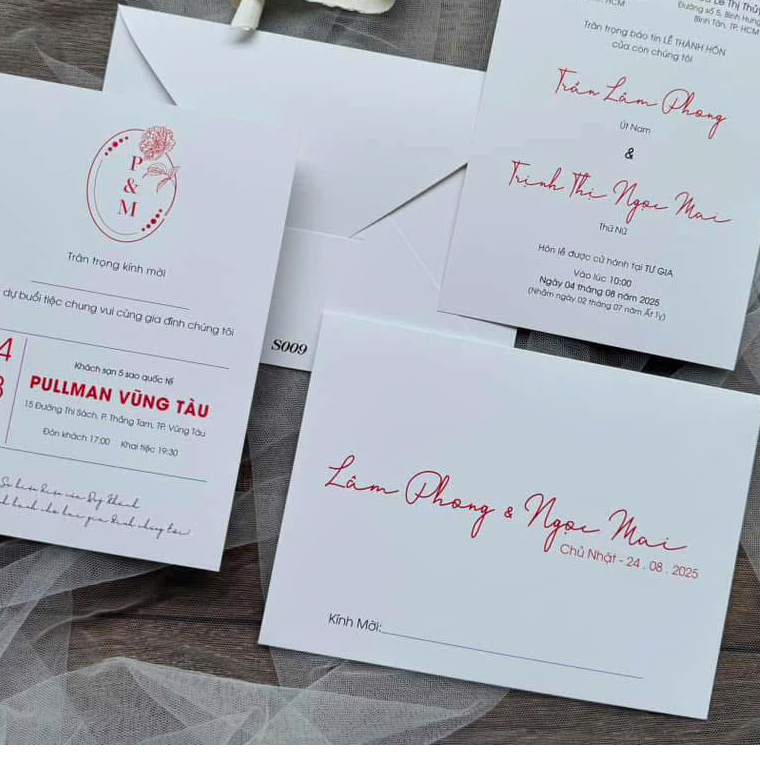 P
&
M
Trân trọng kính mời
dự buổi tiệc chung vui cùng gia đình chúng tôi
4
Khách sạn 5 sao quốc tế
PULLMAN VŨNG TÀU
15 Đường Thi Sách, P. Thắng Tam, TP. Vũng Tàu
Đón khách 17:00 Khai tiệc 19:30
S009
HCM
Lê Thị Thủy
Đường số 5, Bình Hưng
Bình Tân, TP. HCM
Trân trọng báo tin LỄ THÀNH HÔN
của con chúng tôi
Trần Lâm Phong
Út Nam
&
Trịnh Thị Ngọc Mai
Thứ Nữ
Hôn lễ được cử hành tại TƯ GIA
Vào lúc 10:00
Ngày 04 tháng 08 năm 2025
(Nhằm ngày 02 tháng 07 năm Ất Tỵ)
Lâm Phong & Ngọc Mai
Chủ Nhật - 24 . 08 . 2025
Kính Mời: